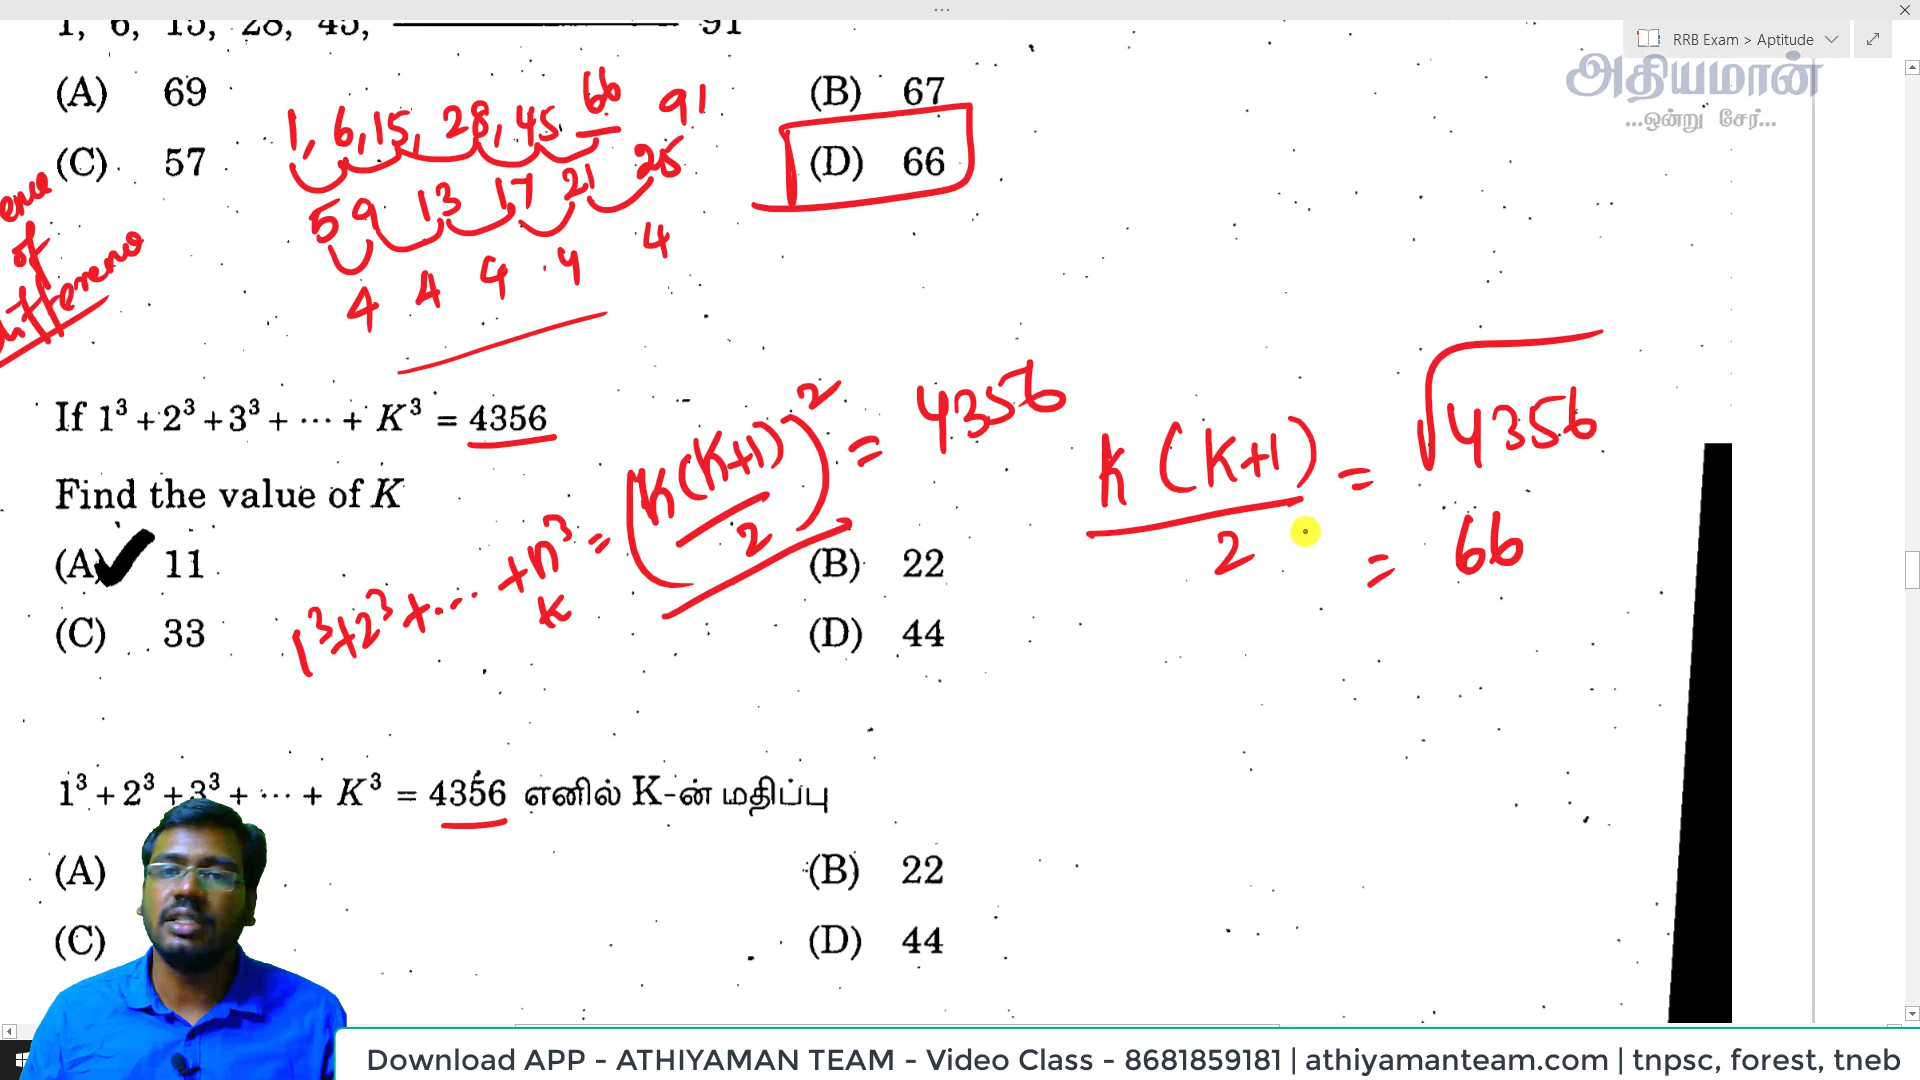 RRB Exam > Aptitude
அதியமான்
...ஒன்று சேர்...
1, 6, 15, 28, 45, ________ 91
(A) 69 (B) 67
(C) 57 (D) 66
1, 6, 15, 28, 45, 66 91
5 9 13 17 21 25
4 4 4 4 4
of
difference
If 1³ + 2³ + 3³ + ... + K³ = 4356
Find the value of K
(A) 11 (B) 22
(C) 33 (D) 44
1³+2³+...+n³ = (K(K+1)/2)² = 4356
K
K(K+1)/2 = √4356
= 66
1³ + 2³ + 3³ + ... + K³ = 4356 எனில் K-ன் மதிப்பு
(A) (B) 22
(C) (D) 44
Download APP - ATHIYAMAN TEAM - Video Class - 8681859181 | athiyamanteam.com | tnpsc, forest, tneb